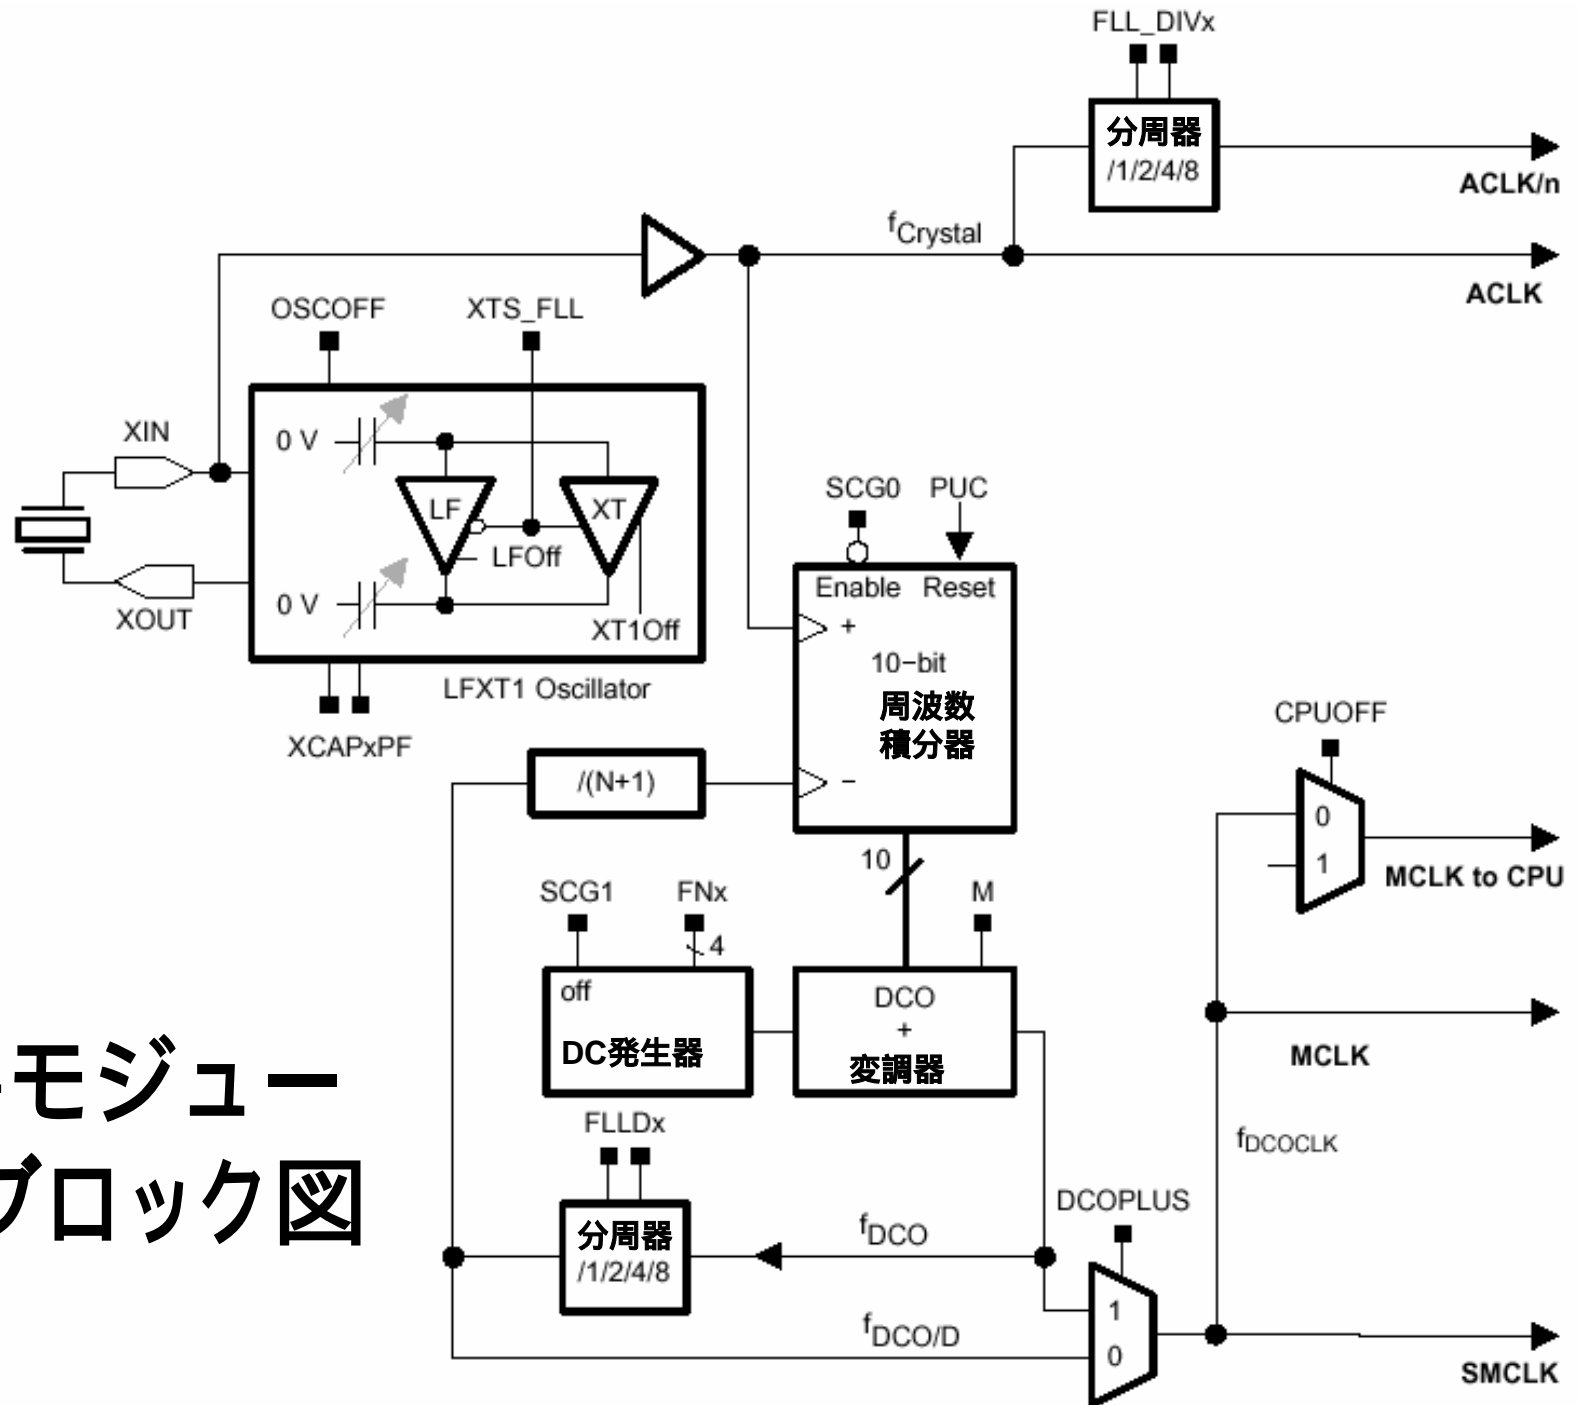 FLL_DIVx
分周器
/1/2/4/8
ACLK/n
fCrystal
ACLK
OSCOFF
XTS_FLL
XIN
0 V
LF
XT
LFOff
0 V
XOUT
XT1Off
LFXT1 Oscillator
XCAPxPF
SCG0
PUC
Enable
Reset
+
10−bit
周波数
積分器
−
/(N+1)
10
CPUOFF
0
1
MCLK to CPU
SCG1
FNx
4
M
off
DC発生器
DCO
+
変調器
MCLK
モジュー
ブロック図
FLLDx
分周器
/1/2/4/8
fDCO
fDCOCLK
DCOPLUS
1
0
fDCO/D
SMCLK